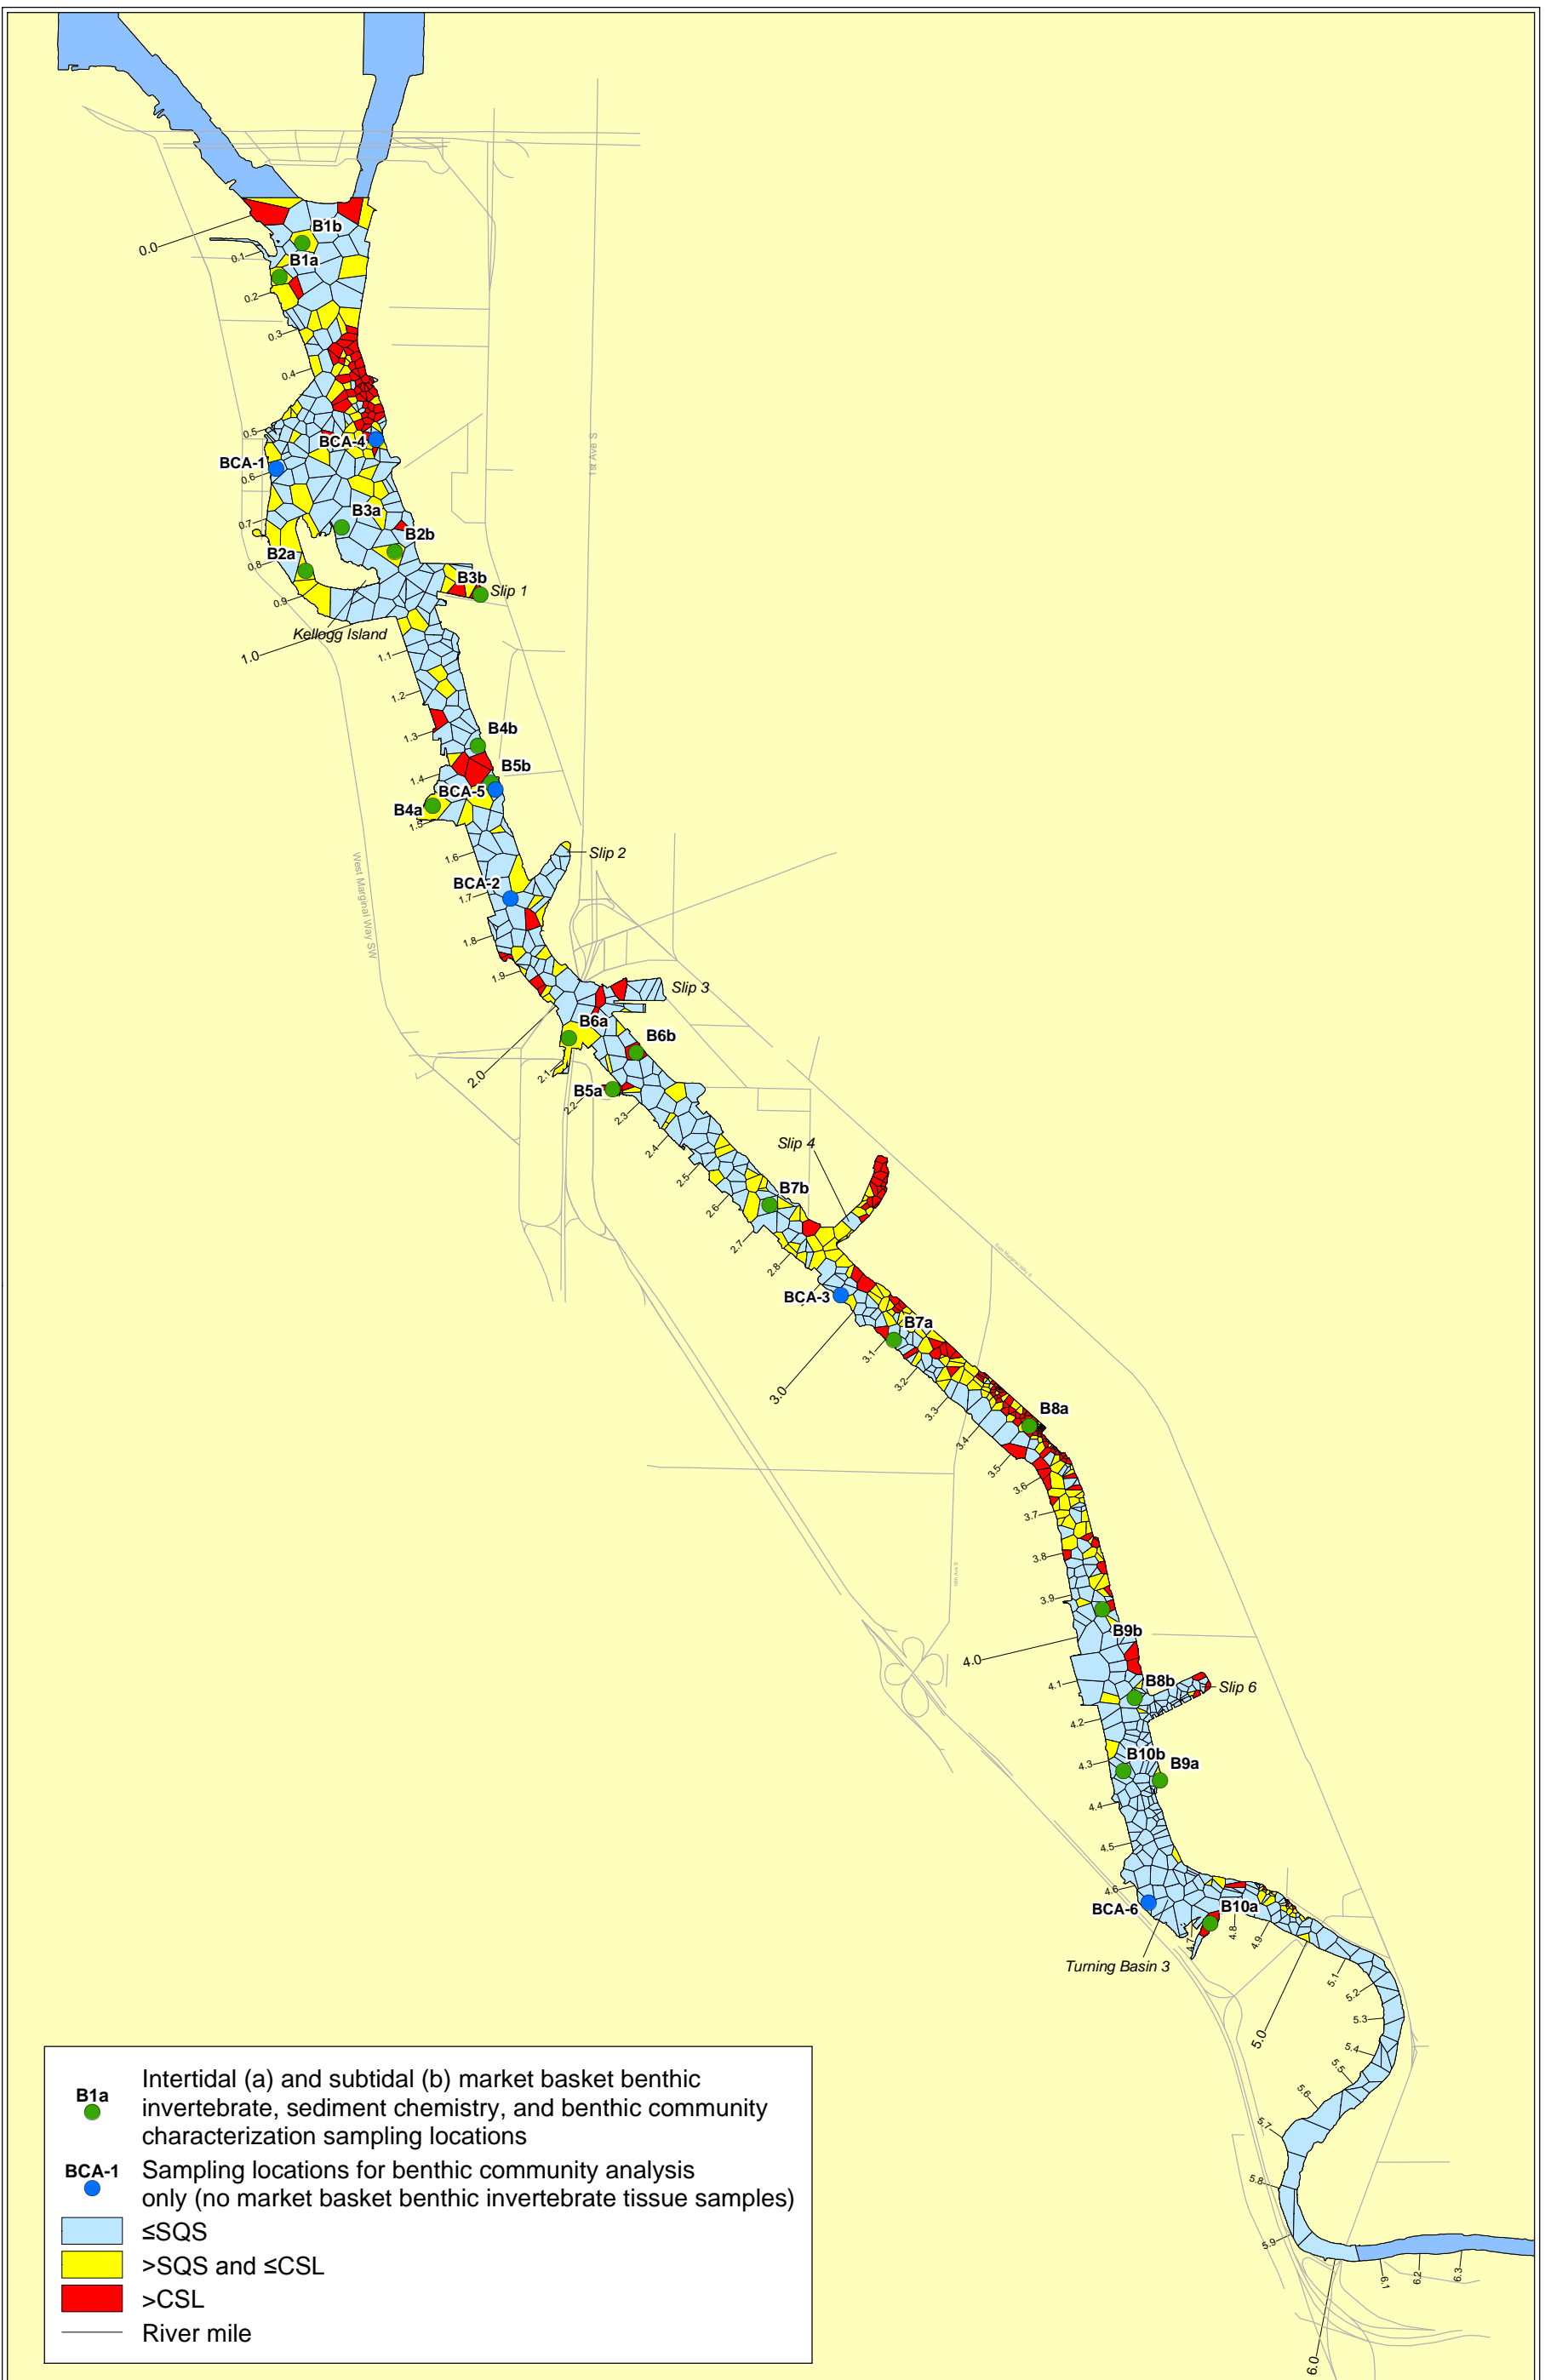 B1b
0.0
0.1
B1a
0.2
0.3
0.4
0.5
BCA-4
1st Ave S
BCA-1
0.6
B3a
0.7
B2b
B2a
0.8
B3b
Slip 1
0.9
Kellogg Island
1.0
1.1
1.2
B4b
1.3
B5b
1.4
BCA-5
B4a
1.5
1.6
Slip 2
West Marginal Way SW
BCA-2
1.7
1.8
1.9
Slip 3
B6a
B6b
2.0
2.1
B5a
2.2
2.3
2.4
Slip 4
2.5
B7b
2.6
2.7
East Marginal Way S
2.8
BCA-3
B7a
3.1
3.2
3.0
B8a
3.3
3.4
3.5
3.6
3.7
3.8
16th Ave S
3.9
B9b
4.0
4.1
B8b
Slip 6
4.2
B10b
4.3
B9a
4.4
4.5
4.6
BCA-6
B10a
4.7
4.8
4.9
Turning Basin 3
5.1
5.2
5.3
5.0
5.4
5.5
5.6
5.7
5.8
5.9
6.1
6.2
6.3
6.0
B1a
Intertidal (a) and subtidal (b) market basket benthic
invertebrate, sediment chemistry, and benthic community
characterization sampling locations
BCA-1
Sampling locations for benthic community analysis
only (no market basket benthic invertebrate tissue samples)
≤SQS
>SQS and ≤CSL
>CSL
River mile